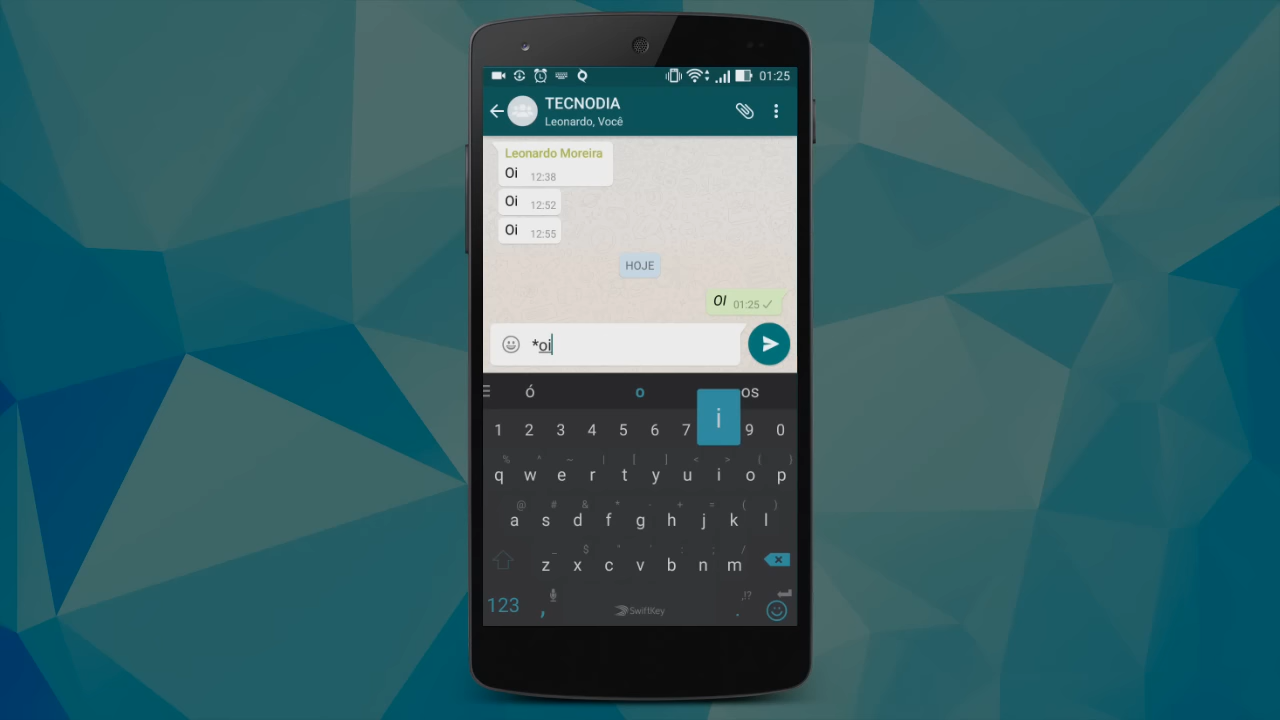 01:25
TECNODIA
Leonardo, Você
Leonardo Moreira
Oi 12:38
Oi 12:52
Oi 12:55
HOJE
OI 01:25
*oi
ó o os
i
1 2 3 4 5 6 7 9 0
% ^ ~ | [ ] < > { }
q w e r t y u i o p
@ # & * - + = ( )
a s d f g h j k l
_ $ " ' : ; /
z x c v b n m
,!?
123 , SwiftKey .